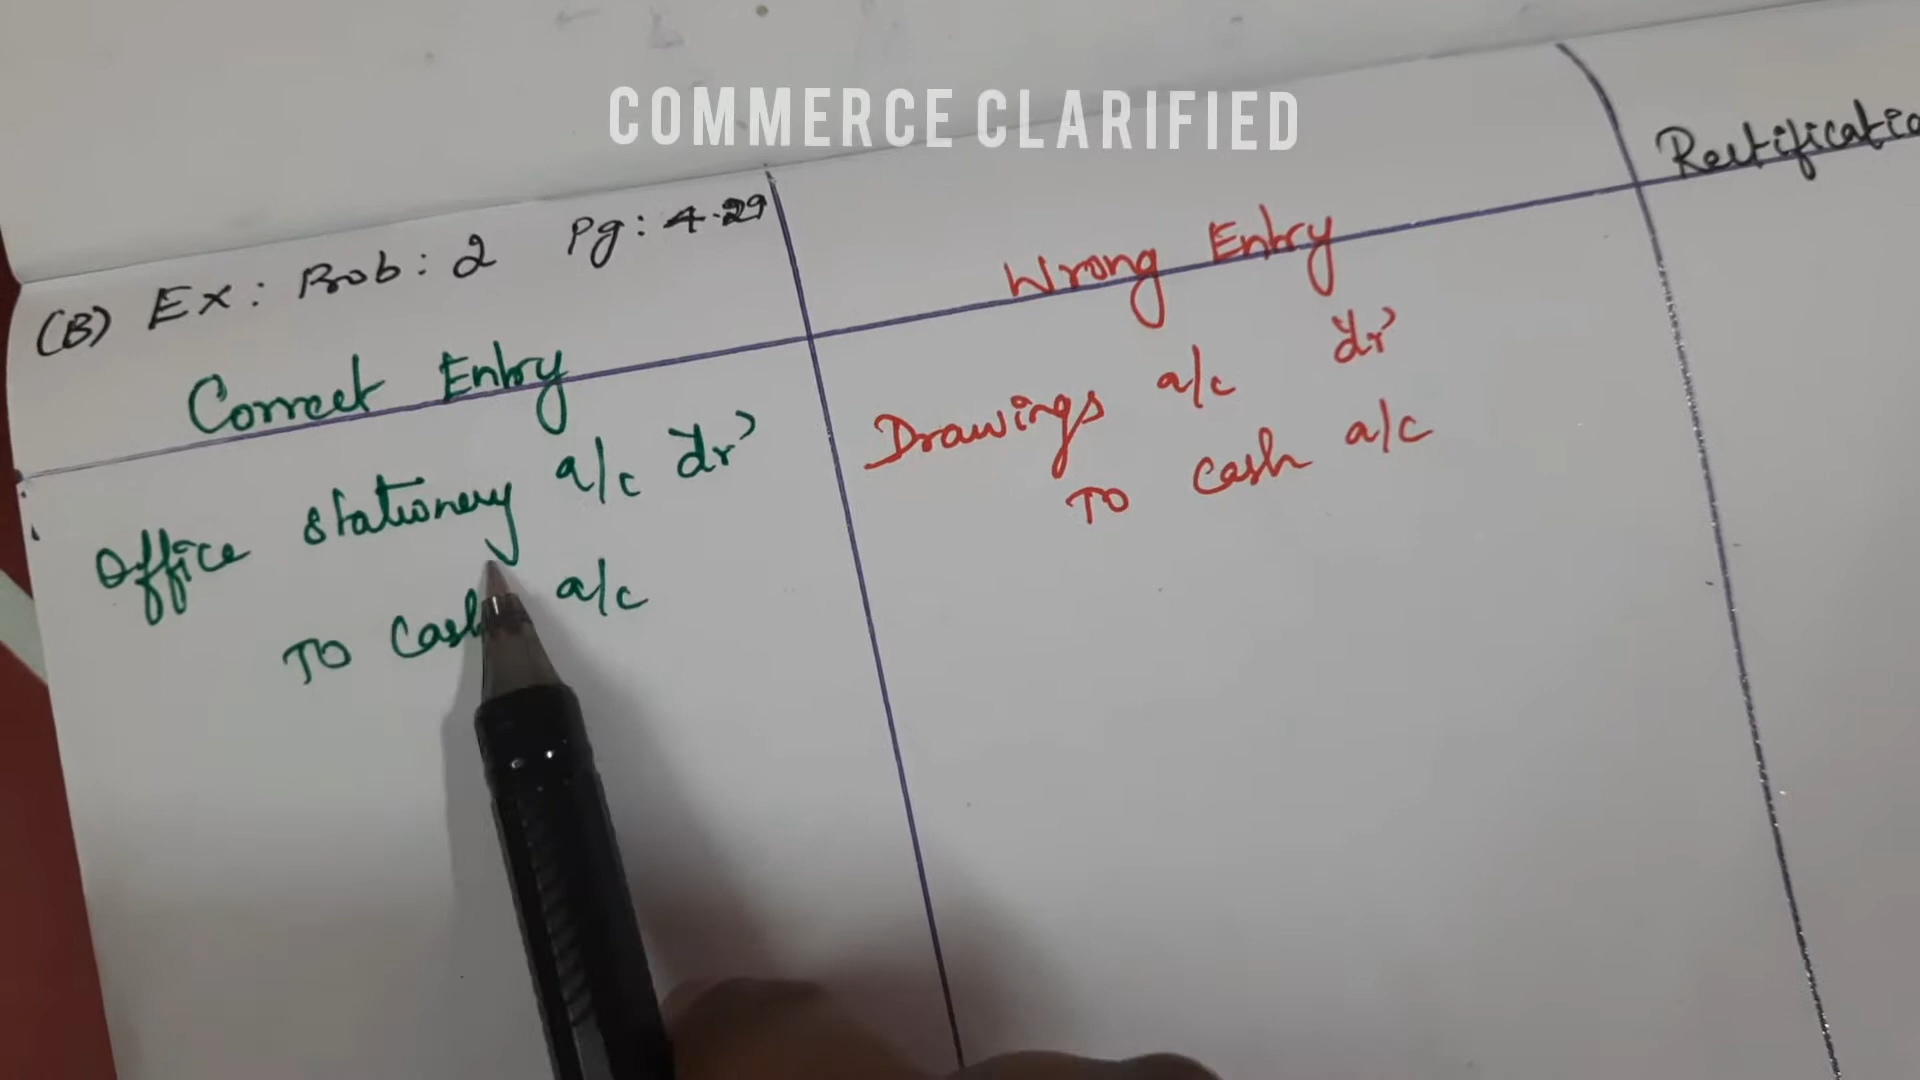 COMMERCE CLARIFIED
(B) Ex: Prob: 2 Pg: 4.29
Correct Entry
Office stationery a/c dr
To Cash a/c
Wrong Entry
Drawings a/c dr
To Cash a/c